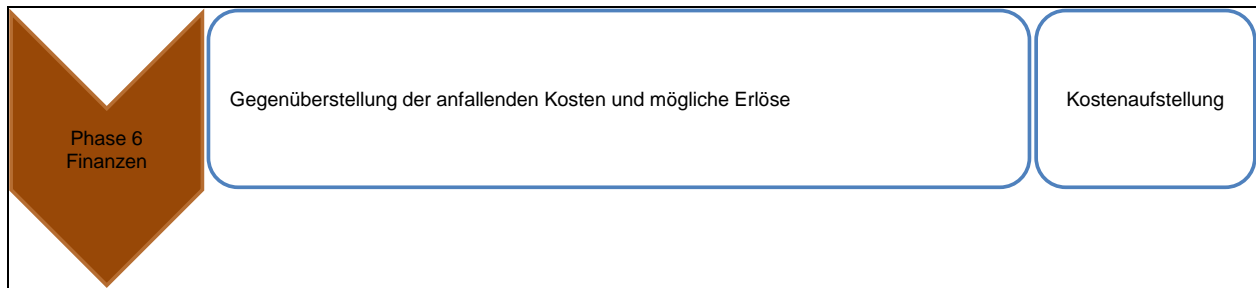 Phase 6
Finanzen
Gegenüberstellung der anfallenden Kosten und mögliche Erlöse
Kostenaufstellung